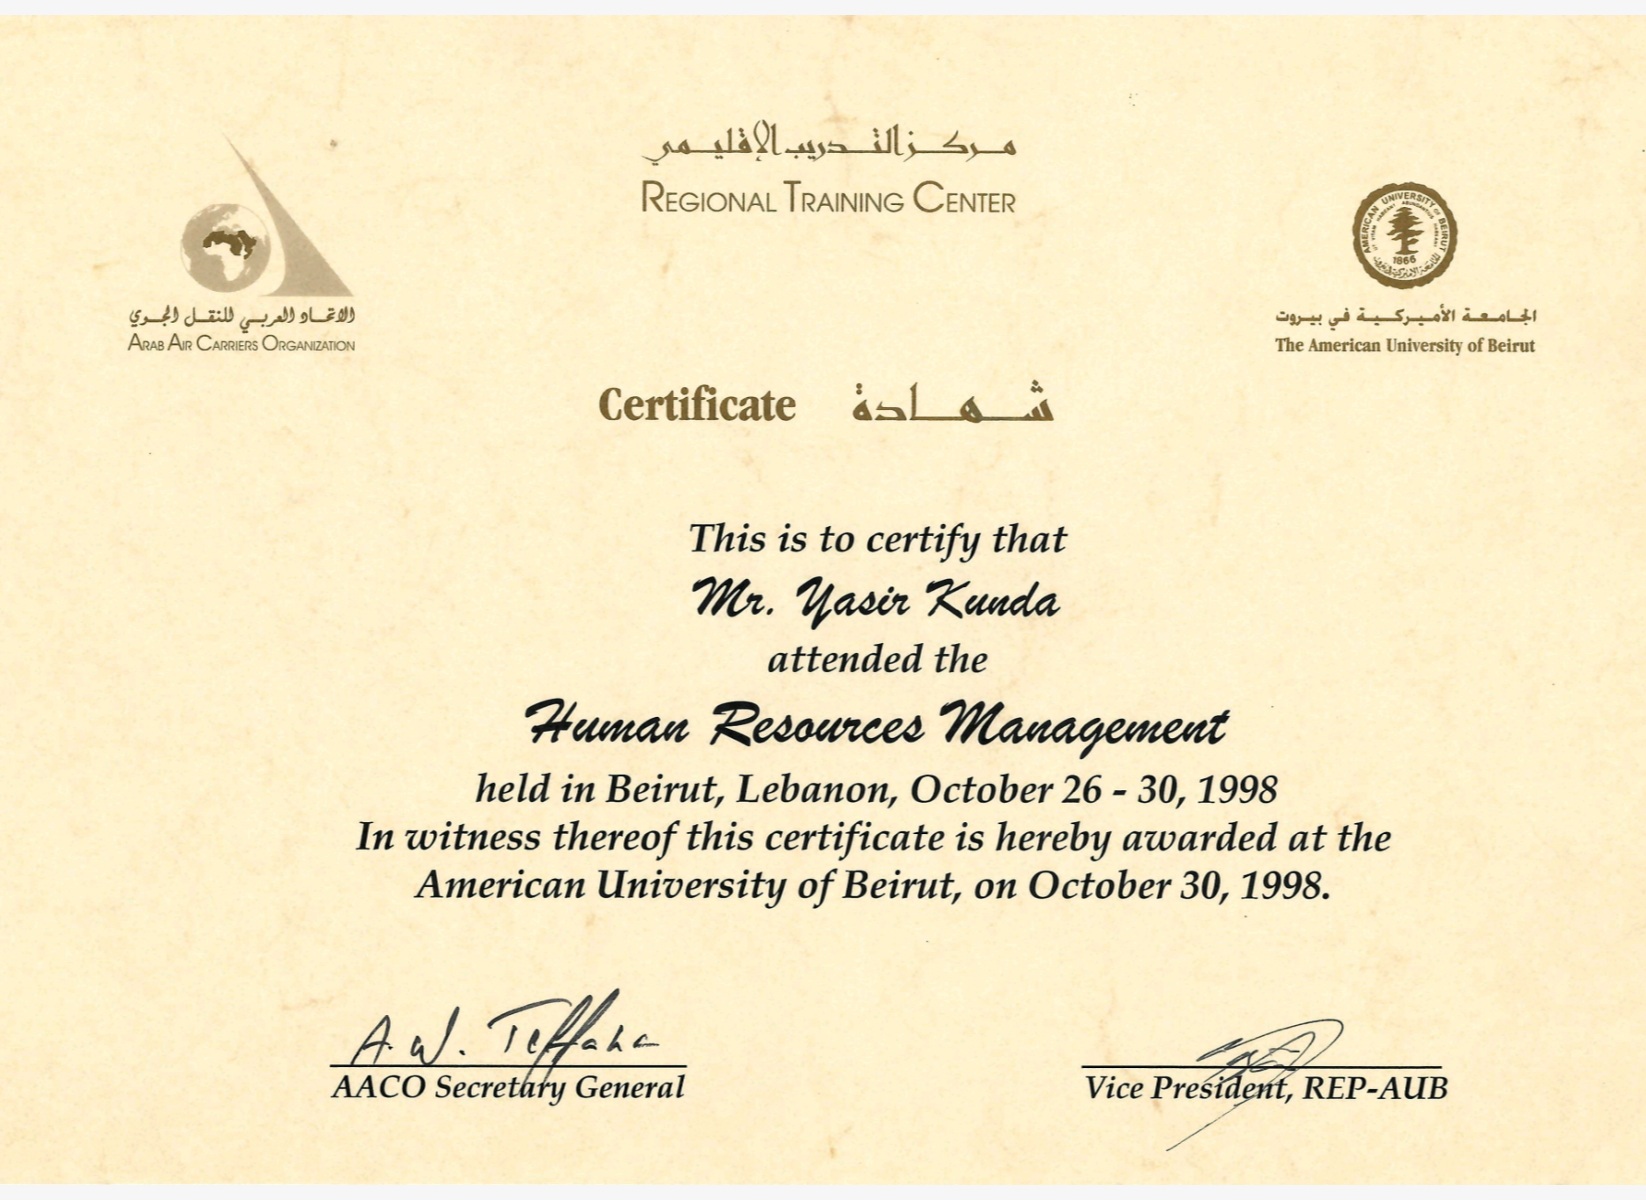 مركز التدريب الإقليمي
REGIONAL TRAINING CENTER
الاتحاد العربي للنقل الجوي
ARAB AIR CARRIERS ORGANIZATION
AMERICAN UNIVERSITY of BEIRUT
1866
الجامعة الأميركية في بيروت
The American University of Beirut
Certificate شهادة
This is to certify that
Mr. Yasir Kunda
attended the
Human Resources Management
held in Beirut, Lebanon, October 26 - 30, 1998
In witness thereof this certificate is hereby awarded at the
American University of Beirut, on October 30, 1998.
A. W. Teffaha
AACO Secretary General
Vice President, REP-AUB